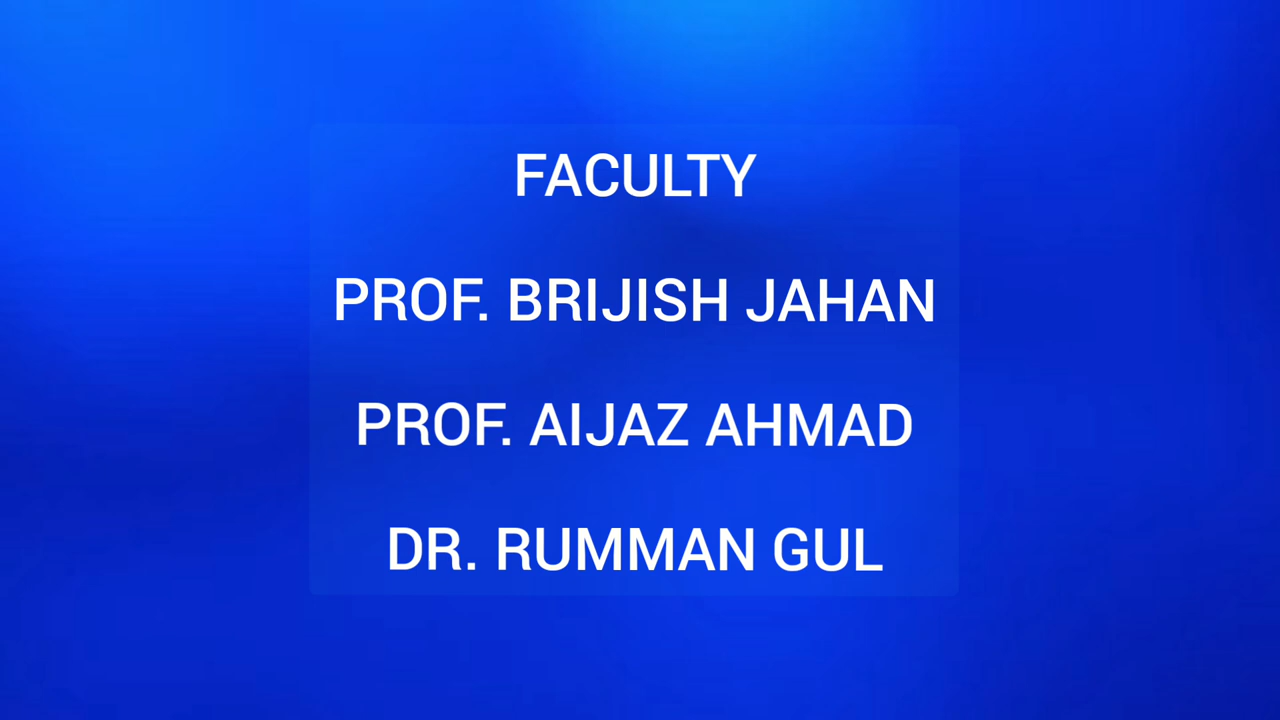 FACULTY
PROF. BRIJISH JAHAN
PROF. AIJAZ AHMAD
DR. RUMMAN GUL